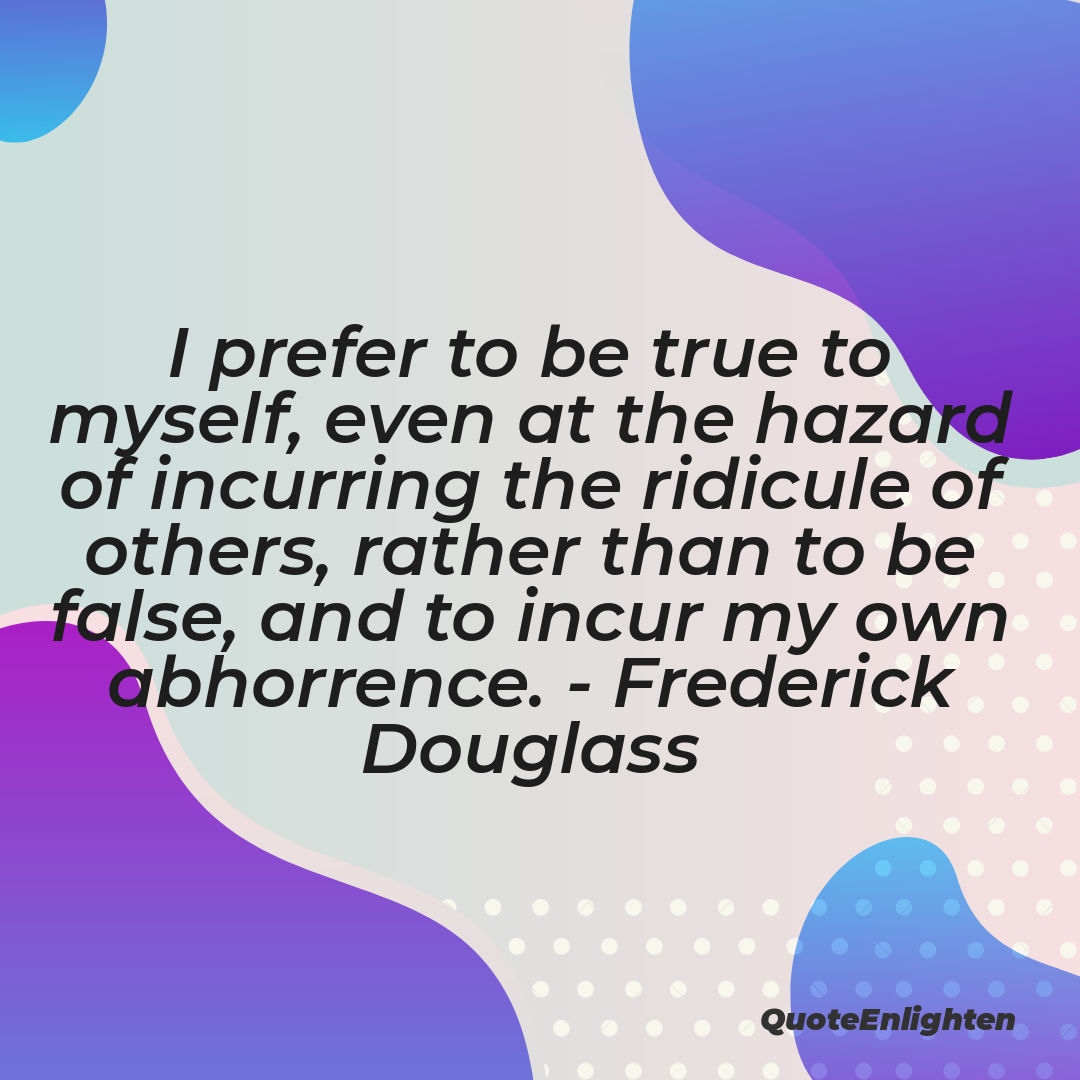 I prefer to be true to
myself, even at the hazard
of incurring the ridicule of
others, rather than to be
false, and to incur my own
abhorrence. - Frederick
Douglass
QuoteEnlighten